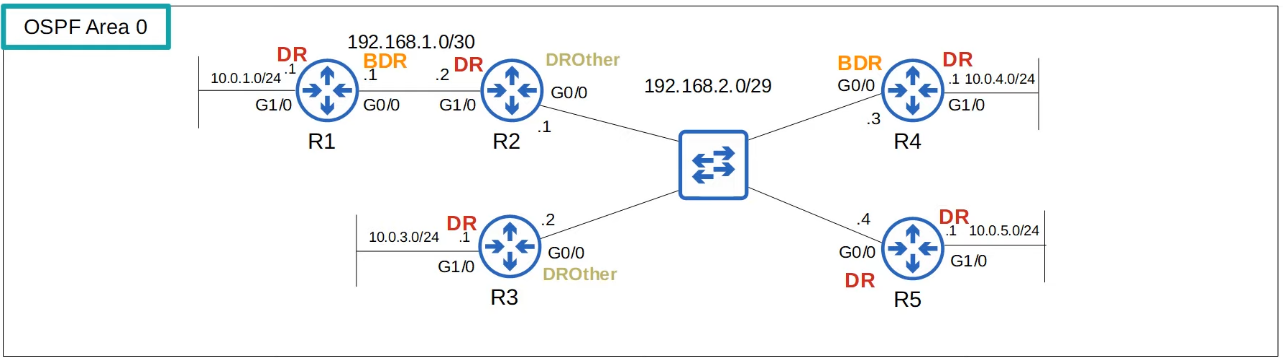 OSPF Area 0
192.168.1.0/30
DR
BDR
DR
DROther
BDR
DR
10.0.1.0/24
.1
.1
.2
192.168.2.0/29
G0/0
.1
10.0.4.0/24
G1/0
G0/0
G1/0
G0/0
G1/0
.1
.3
R1
R2
R4
DR
.2
.4
DR
10.0.3.0/24
.1
.1
10.0.5.0/24
G1/0
G0/0
G0/0
G1/0
DROther
DR
R3
R5